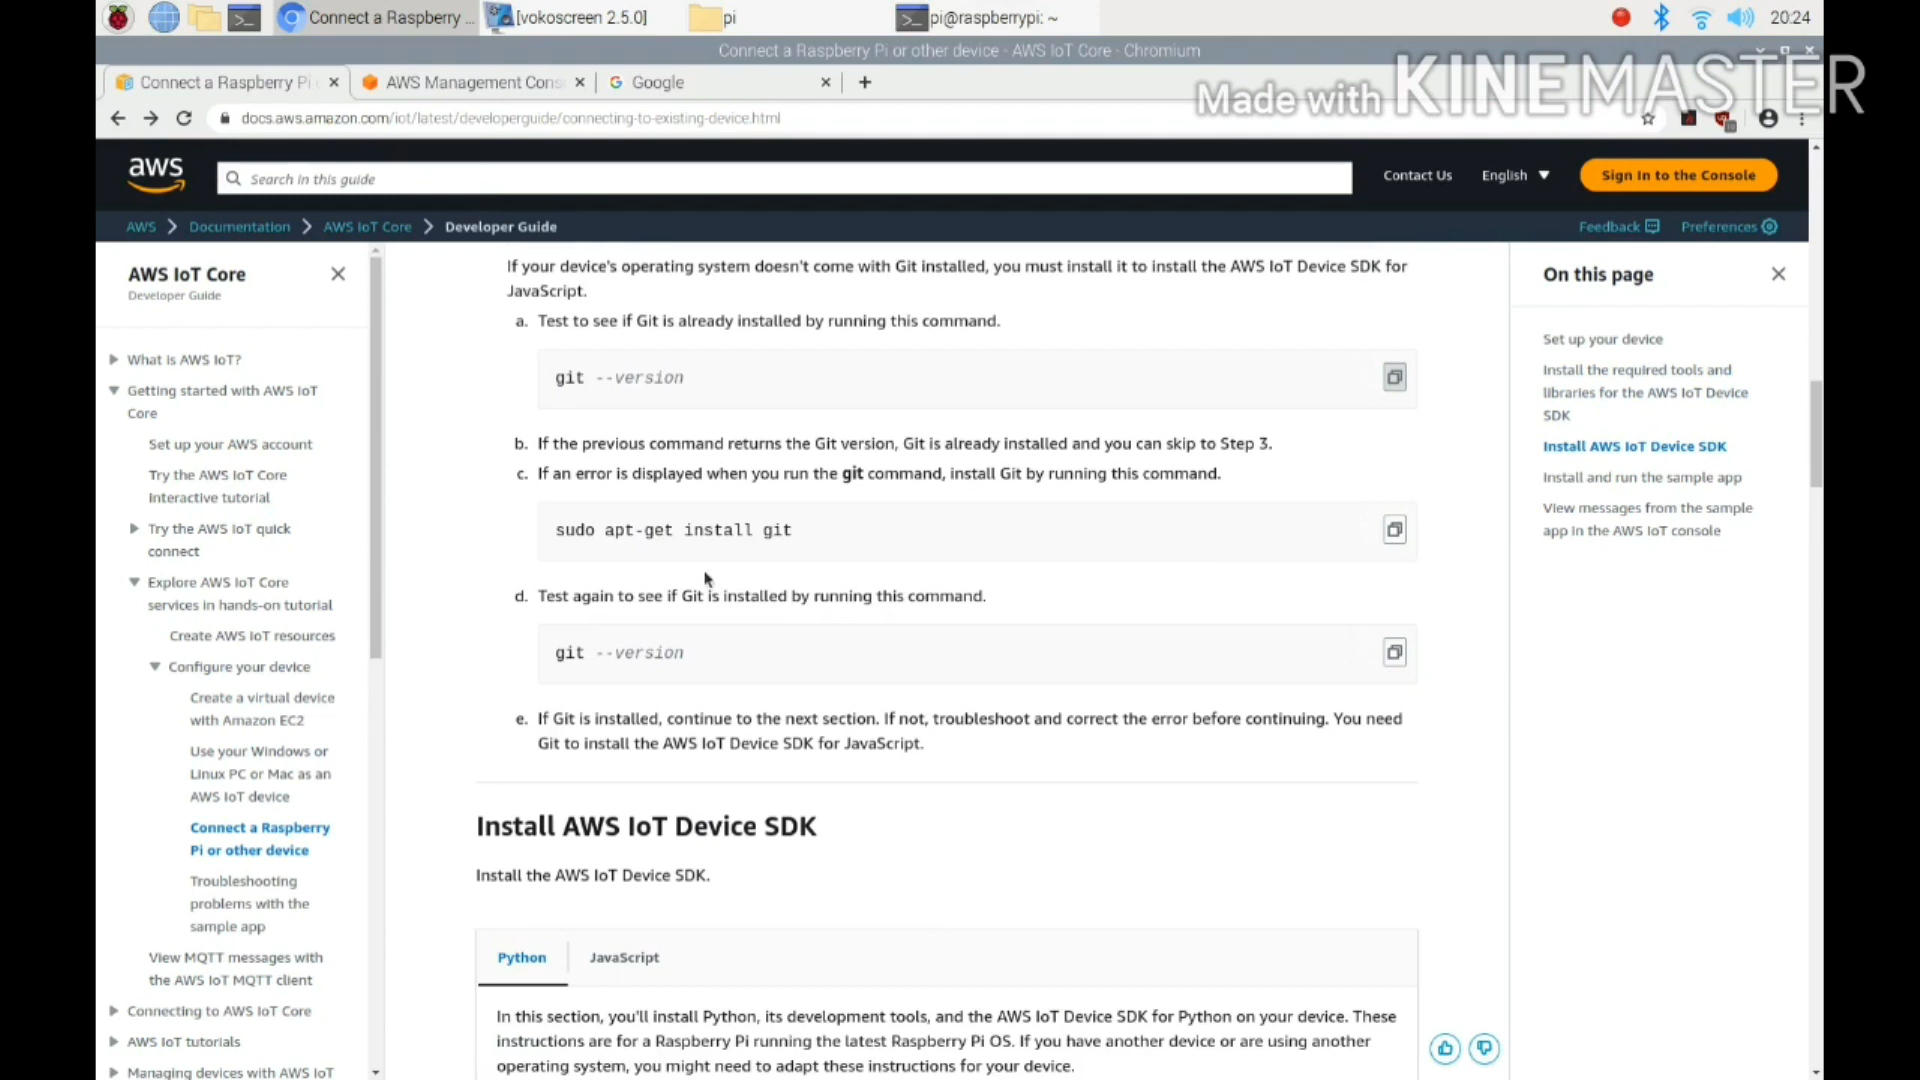 Connect a Raspberry ...
[vokoscreen 2.5.0]
pi
pi@raspberrypi: ~
20:24
Connect a Raspberry Pi or other device - AWS IoT Core - Chromium
Made with KINEMASTER
Connect a Raspberry Pi
AWS Management Cons
Google
docs.aws.amazon.com/iot/latest/developerguide/connecting-to-existing-device.html
aws
Search in this guide
Contact Us
English
Sign In to the Console
AWS
Documentation
AWS IoT Core
Developer Guide
Feedback
Preferences
AWS IoT Core
Developer Guide
What is AWS IoT?
Getting started with AWS IoT
Core
Set up your AWS account
Try the AWS IoT Core
interactive tutorial
Try the AWS IoT quick
connect
Explore AWS IoT Core
services in hands-on tutorial
Create AWS IoT resources
Configure your device
Create a virtual device
with Amazon EC2
Use your Windows or
Linux PC or Mac as an
AWS IoT device
Connect a Raspberry
Pi or other device
Troubleshooting
problems with the
sample app
View MQTT messages with
the AWS IoT MQTT client
Connecting to AWS IoT Core
AWS IoT tutorials
Managing devices with AWS IoT
If your device's operating system doesn't come with Git installed, you must install it to install the AWS IoT Device SDK for
JavaScript.
a. Test to see if Git is already installed by running this command.
git --version
b. If the previous command returns the Git version, Git is already installed and you can skip to Step 3.
c. If an error is displayed when you run the git command, install Git by running this command.
sudo apt-get install git
d. Test again to see if Git is installed by running this command.
git --version
e. If Git is installed, continue to the next section. If not, troubleshoot and correct the error before continuing. You need
Git to install the AWS IoT Device SDK for JavaScript.
Install AWS IoT Device SDK
Install the AWS IoT Device SDK.
Python
JavaScript
In this section, you'll install Python, its development tools, and the AWS IoT Device SDK for Python on your device. These
instructions are for a Raspberry Pi running the latest Raspberry Pi OS. If you have another device or are using another
operating system, you might need to adapt these instructions for your device.
On this page
Set up your device
Install the required tools and
libraries for the AWS IoT Device
SDK
Install AWS IoT Device SDK
Install and run the sample app
View messages from the sample
app in the AWS IoT console